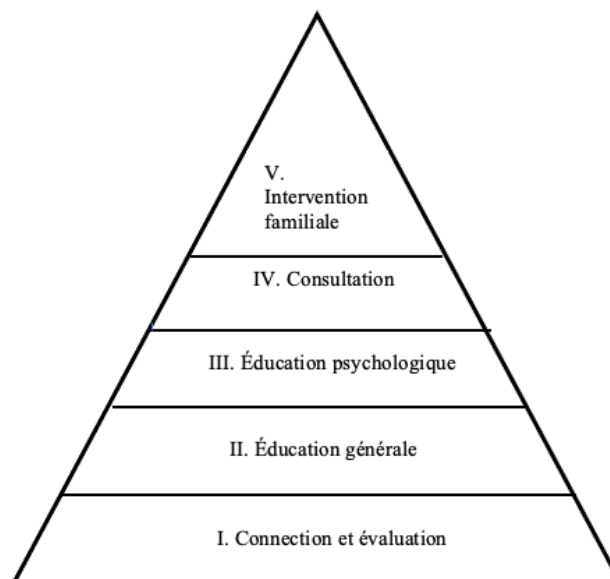 V.
Intervention
familiale
IV. Consultation
III. Éducation psychologique
II. Éducation générale
I. Connection et évaluation